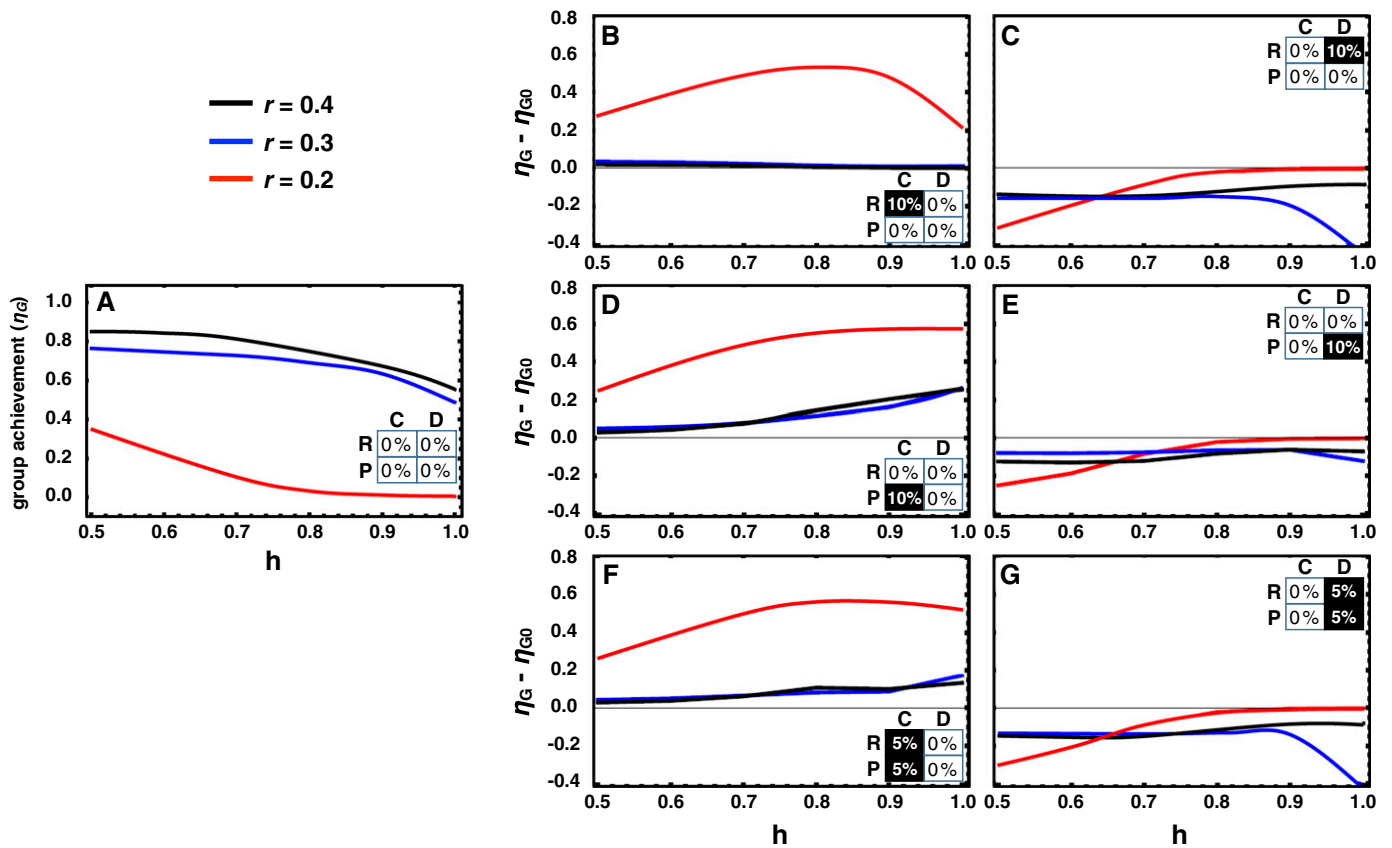 r = 0.4
r = 0.3
r = 0.2
A
group achievement (ηG)
1.0
0.8
0.6
0.4
0.2
0.0
C D
R 0% 0%
P 0% 0%
0.5 0.6 0.7 0.8 0.9 1.0
h
B
ηG - ηG0
0.8
0.6
0.4
0.2
0.0
-0.2
-0.4
C D
R 10% 0%
P 0% 0%
0.5 0.6 0.7 0.8 0.9 1.0
C
C D
R 0% 10%
P 0% 0%
0.5 0.6 0.7 0.8 0.9 1.0
D
ηG - ηG0
0.8
0.6
0.4
0.2
0.0
-0.2
-0.4
C D
R 0% 0%
P 10% 0%
0.5 0.6 0.7 0.8 0.9 1.0
E
C D
R 0% 0%
P 0% 10%
0.5 0.6 0.7 0.8 0.9 1.0
F
ηG - ηG0
0.8
0.6
0.4
0.2
0.0
-0.2
-0.4
C D
R 5% 0%
P 5% 0%
0.5 0.6 0.7 0.8 0.9 1.0
h
G
C D
R 0% 5%
P 0% 5%
0.5 0.6 0.7 0.8 0.9 1.0
h